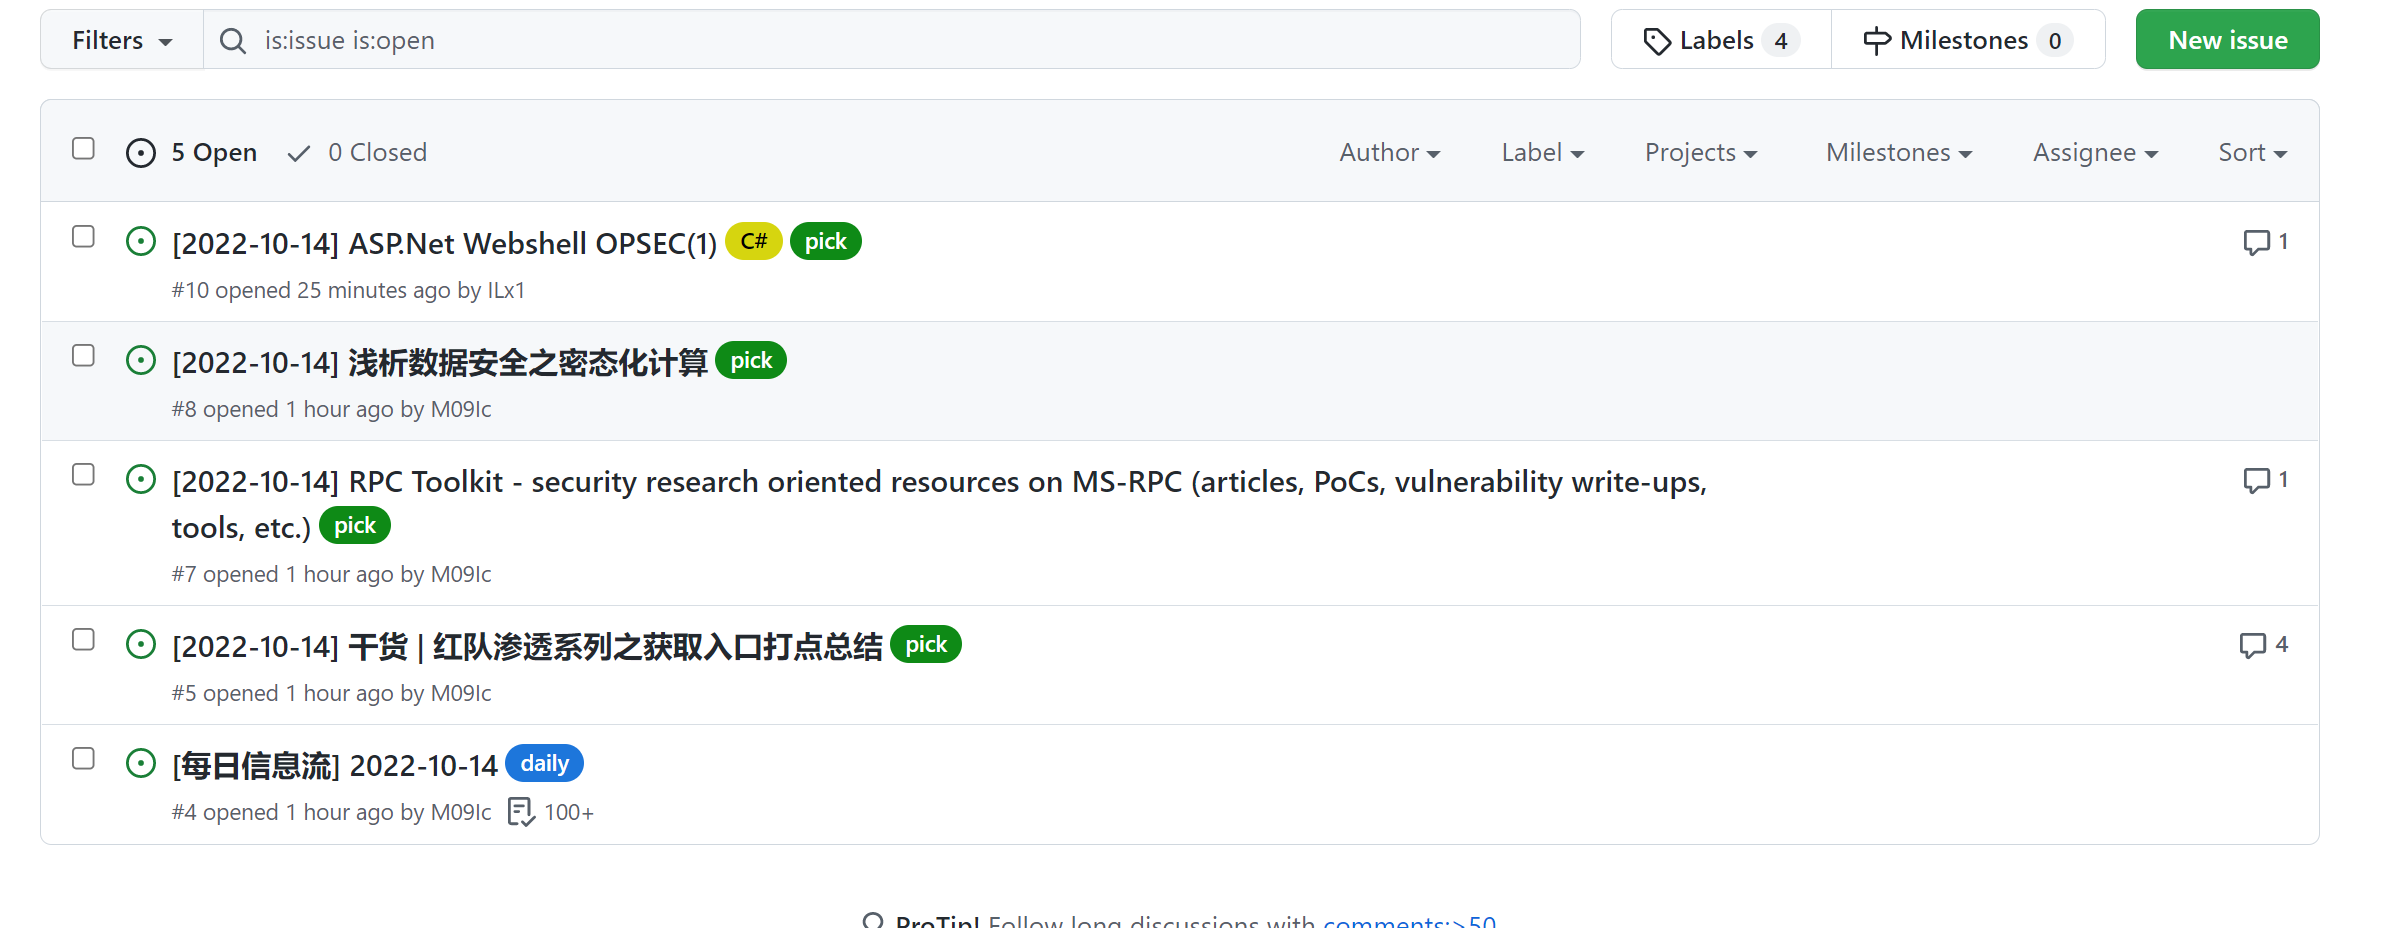 Filters is:issue is:open Labels 4 Milestones 0 New issue
5 Open 0 Closed Author Label Projects Milestones Assignee Sort
[2022-10-14] ASP.Net Webshell OPSEC(1) C# pick 1
#10 opened 25 minutes ago by ILx1
[2022-10-14] 浅析数据安全之密态化计算 pick
#8 opened 1 hour ago by M09Ic
[2022-10-14] RPC Toolkit - security research oriented resources on MS-RPC (articles, PoCs, vulnerability write-ups, 1
tools, etc.) pick
#7 opened 1 hour ago by M09Ic
[2022-10-14] 干货 | 红队渗透系列之获取入口打点总结 pick 4
#5 opened 1 hour ago by M09Ic
[每日信息流] 2022-10-14 daily
#4 opened 1 hour ago by M09Ic 100+
ProTip! Follow long discussions with comments:>50